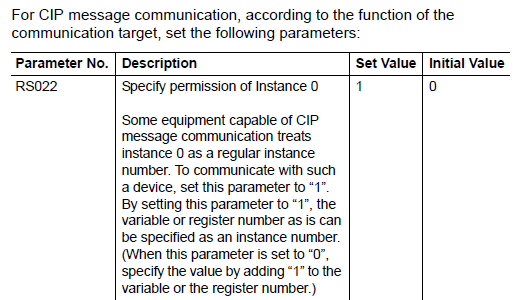 For CIP message communication, according to the function of the
communication target, set the following parameters:
Parameter No. Description Set Value Initial Value
RS022 Specify permission of Instance 0 1 0
Some equipment capable of CIP
message communication treats
instance 0 as a regular instance
number. To communicate with such
a device, set this parameter to “1”.
By setting this parameter to “1”, the
variable or register number as is can
be specified as an instance number.
(When this parameter is set to “0”,
specify the value by adding “1” to the
variable or the register number.)